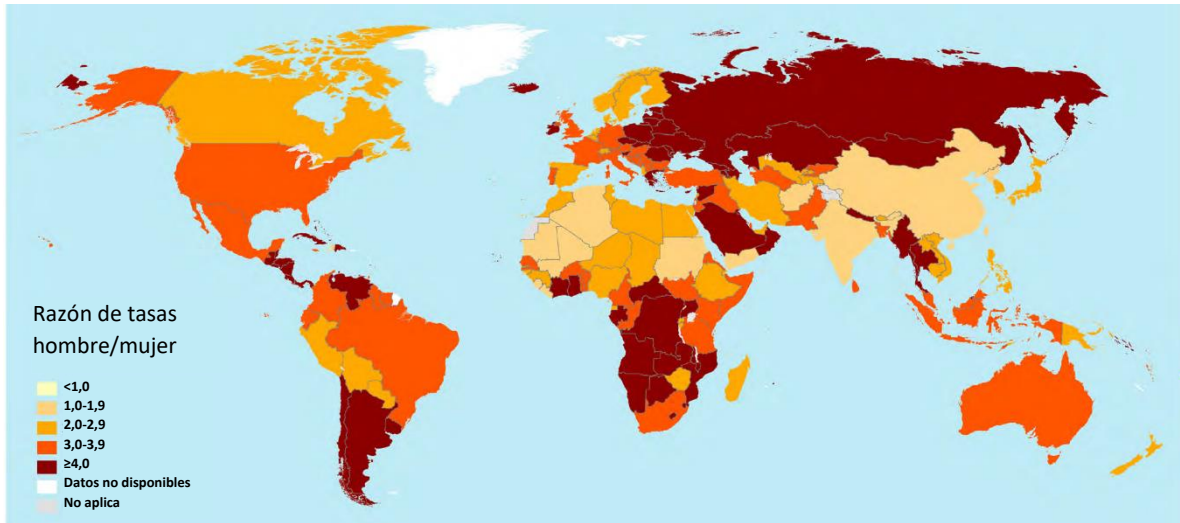 Razón de tasas
hombre/mujer
<1,0
1,0-1,9
2,0-2,9
3,0-3,9
≥4,0
Datos no disponibles
No aplica